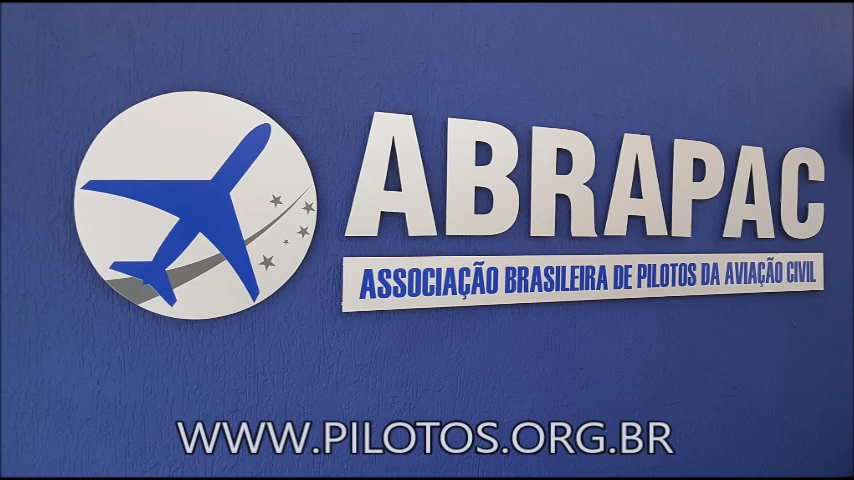 ABRAPAC
ASSOCIAÇÃO BRASILEIRA DE PILOTOS DA AVIAÇÃO CIVIL
WWW.PILOTOS.ORG.BR